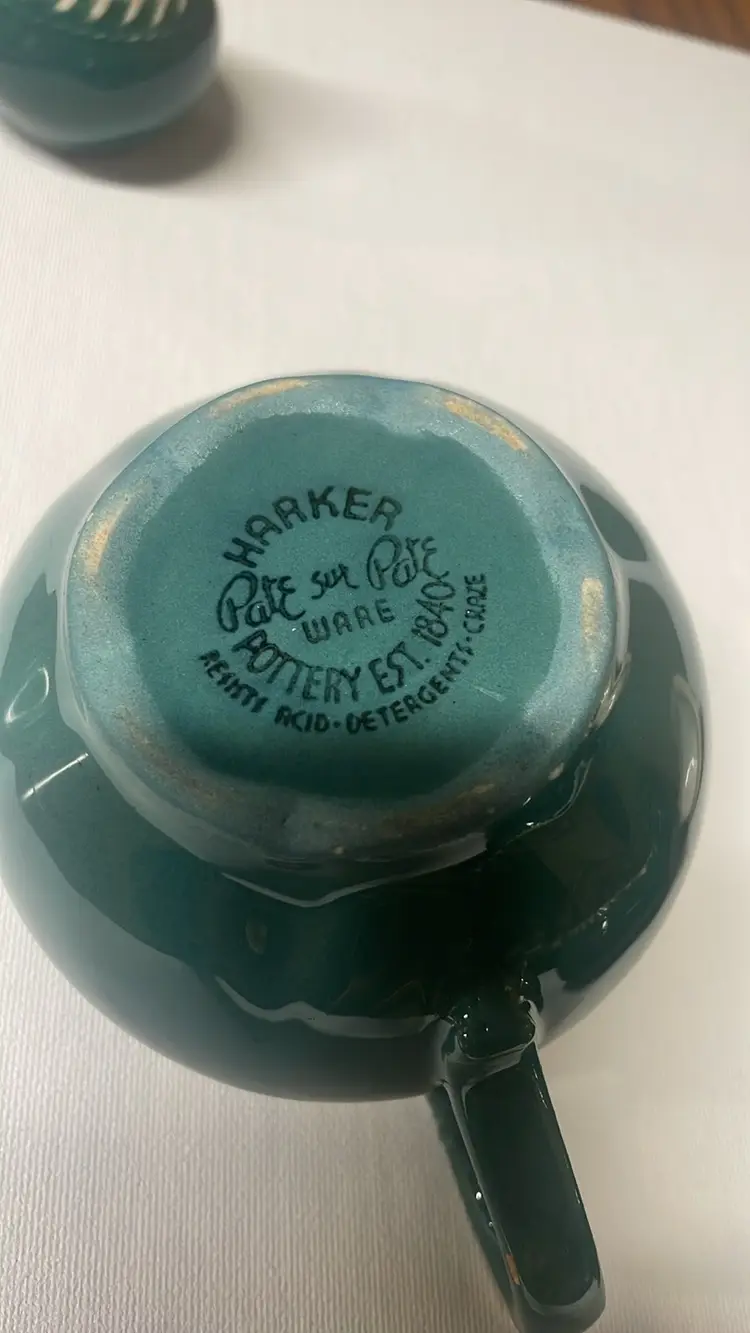 HARKER
Pate sur Pate
WARE
POTTERY EST. 1840
RESISTS ACID • DETERGENTS • CRAZE